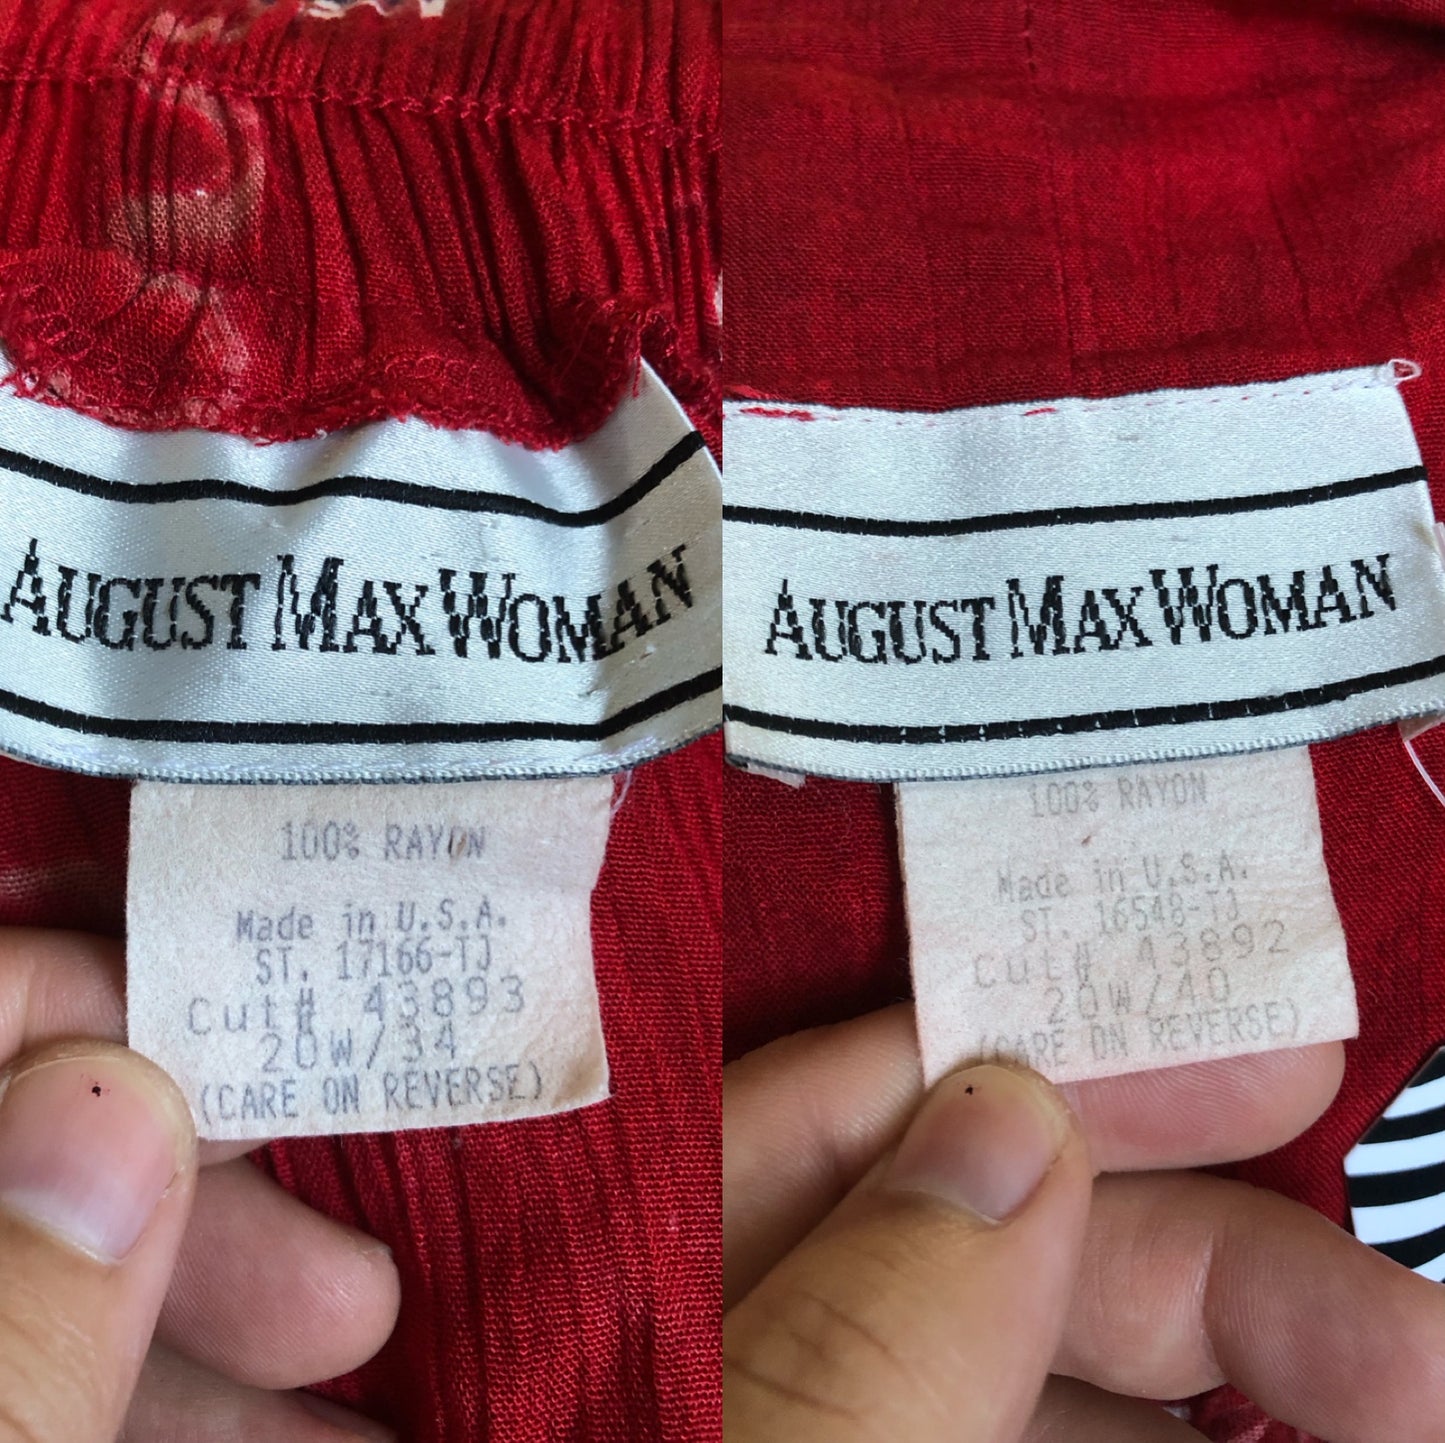 AUGUST MAX WOMAN
100% RAYON
Made in U.S.A.
ST. 17166-TJ
Cut# 43893
20W/34
(CARE ON REVERSE)
AUGUST MAX WOMAN
100% RAYON
Made in U.S.A.
ST. 16548-TJ
Cut# 43892
20W/40
(CARE ON REVERSE)